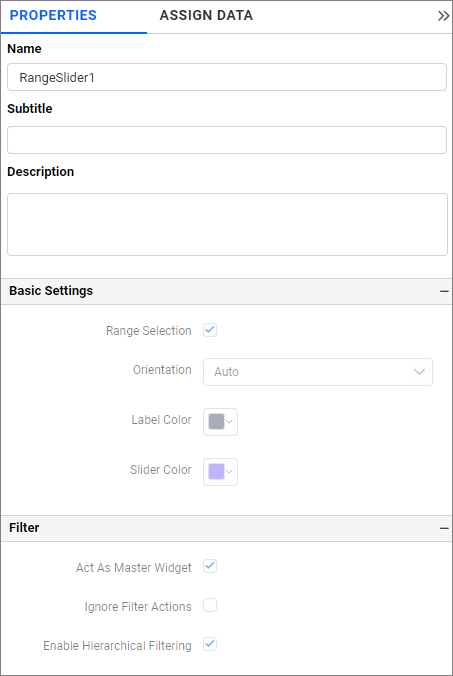 PROPERTIES ASSIGN DATA
Name
RangeSlider1
Subtitle
Description
Basic Settings
Range Selection
Orientation Auto
Label Color
Slider Color
Filter
Act As Master Widget
Ignore Filter Actions
Enable Hierarchical Filtering